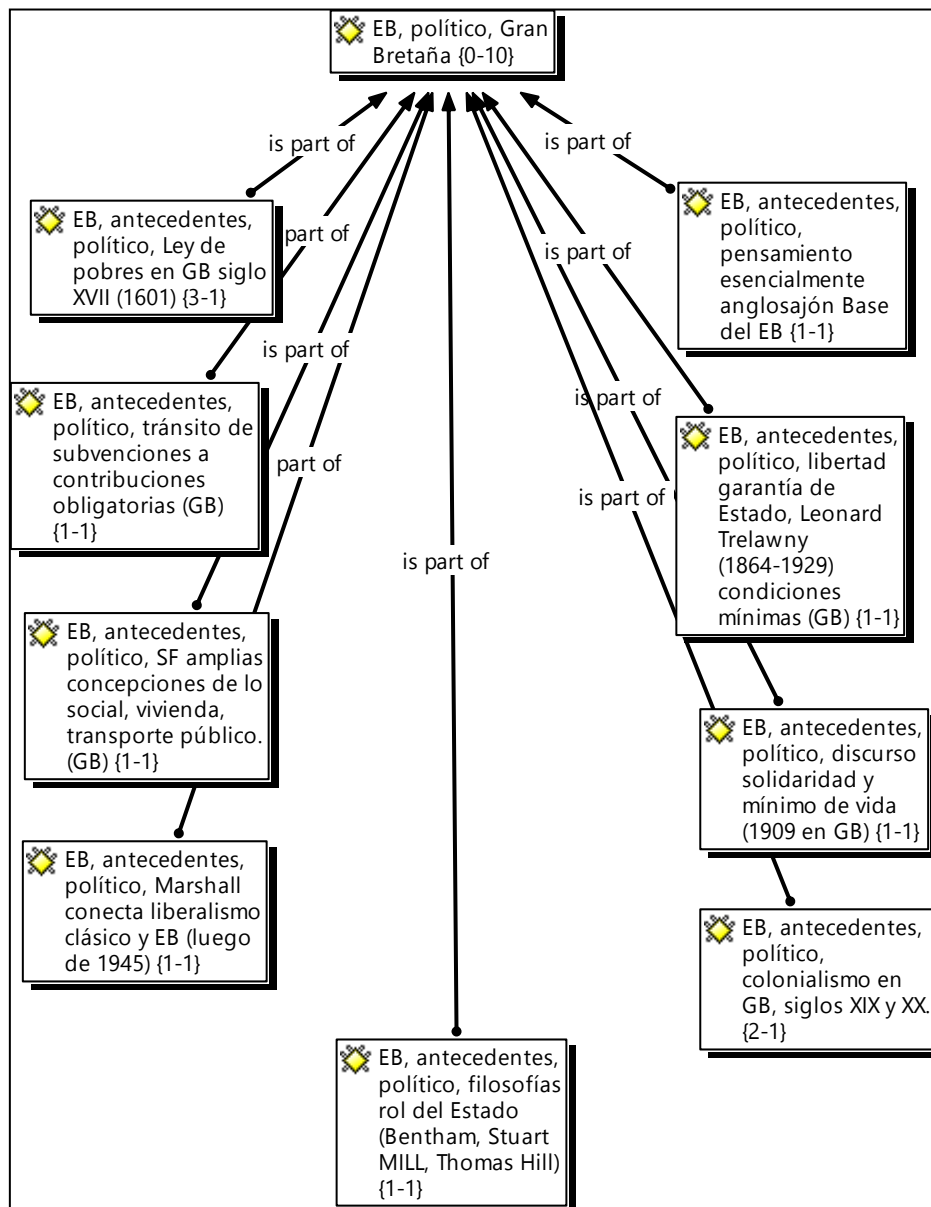 EB, político, Gran
Bretaña {0-10}
is part of
is part of
EB, antecedentes,
político, Ley de
pobres en GB siglo
XVII (1601) {3-1}
EB, antecedentes,
político,
pensamiento
esencialmente
anglosajón Base
del EB {1-1}
part of
is part of
is part of
EB, antecedentes,
político, tránsito de
subvenciones a
contribuciones
obligatorias (GB)
{1-1}
is part of
EB, antecedentes,
político, libertad
garantía de
Estado, Leonard
Trelawny
(1864-1929)
condiciones
mínimas (GB) {1-1}
part of
is part of
is part of
EB, antecedentes,
político, SF amplias
concepciones de lo
social, vivienda,
transporte público.
(GB) {1-1}
EB, antecedentes,
político, discurso
solidaridad y
mínimo de vida
(1909 en GB) {1-1}
EB, antecedentes,
político, Marshall
conecta liberalismo
clásico y EB (luego
de 1945) {1-1}
EB, antecedentes,
político,
colonialismo en
GB, siglos XIX y XX.
{2-1}
EB, antecedentes,
político, filosofías
rol del Estado
(Bentham, Stuart
MILL, Thomas Hill)
{1-1}